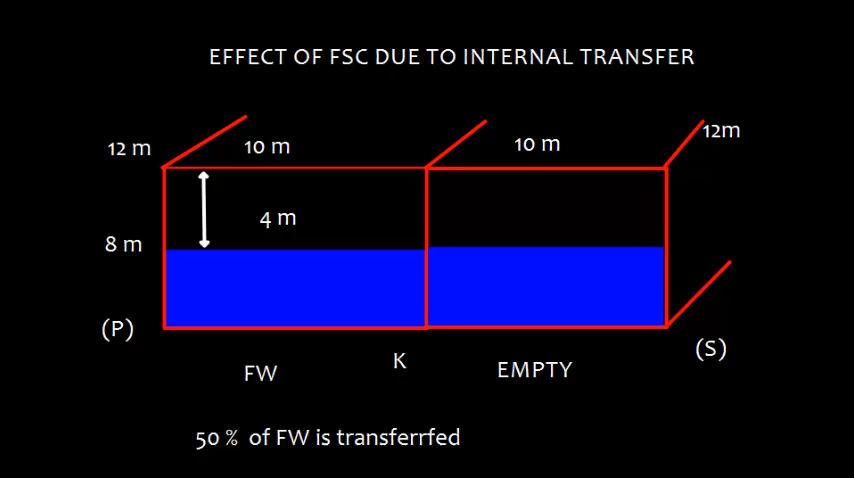 EFFECT OF FSC DUE TO INTERNAL TRANSFER
12 m
10 m
10 m
12m
4 m
8 m
(P)
(S)
FW
K
EMPTY
50 % of FW is transferrfed